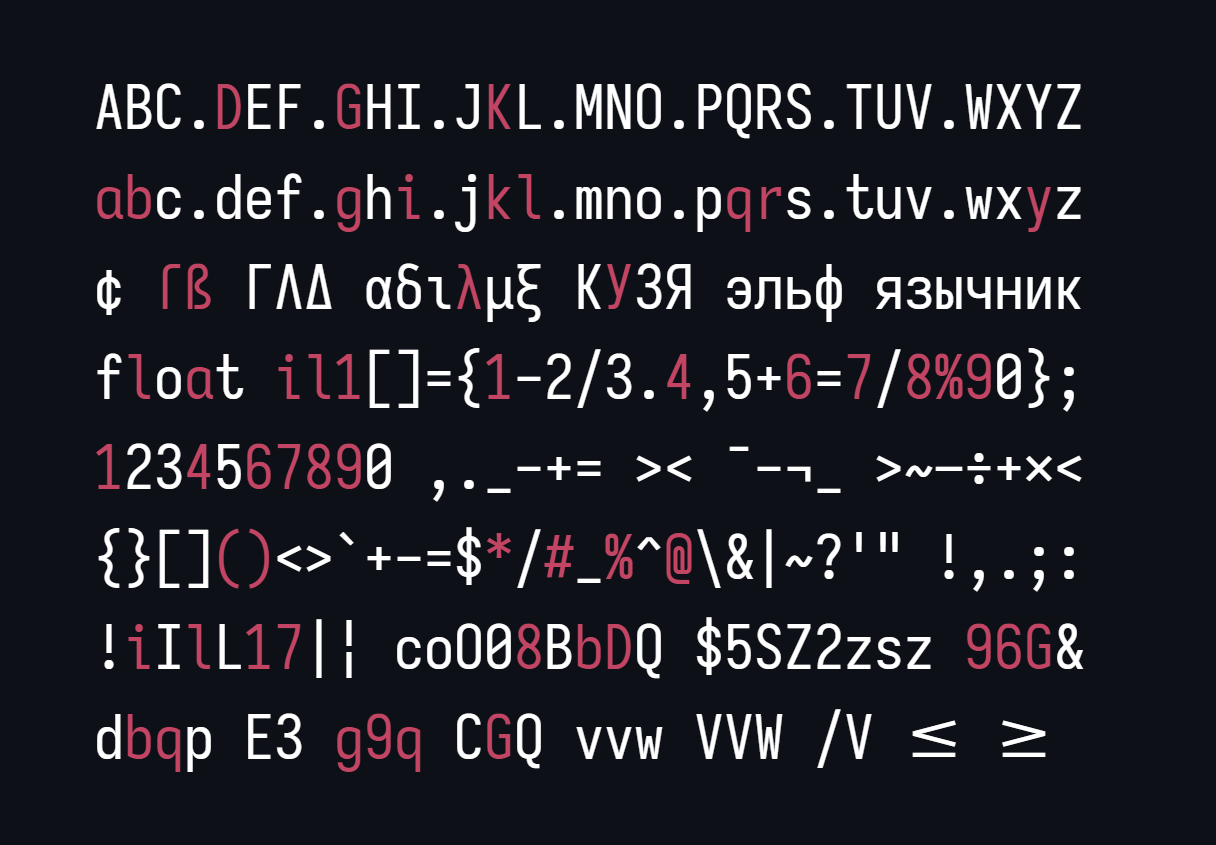 ABC.DEF.GHI.JKL.MNO.PQRS.TUV.WXYZ
abc.def.ghi.jkl.mno.pqrs.tuv.wxyz
¢ Гß ΓΛΔ αδιλμξ КУЗЯ эльф язычник
float il1[]={1-2/3.4,5+6=7/8%90};
1234567890 ,._-+= >< ¯-¬_ >~–÷+×<
{}[]()<>`+-=$*/#_%^@\&|~?'" !,.;:
!iIlL17|¦ coO08BbDQ $5SZ2zsz 96G&
dbqp E3 g9q CGQ vvw VVW /V ≤ ≥